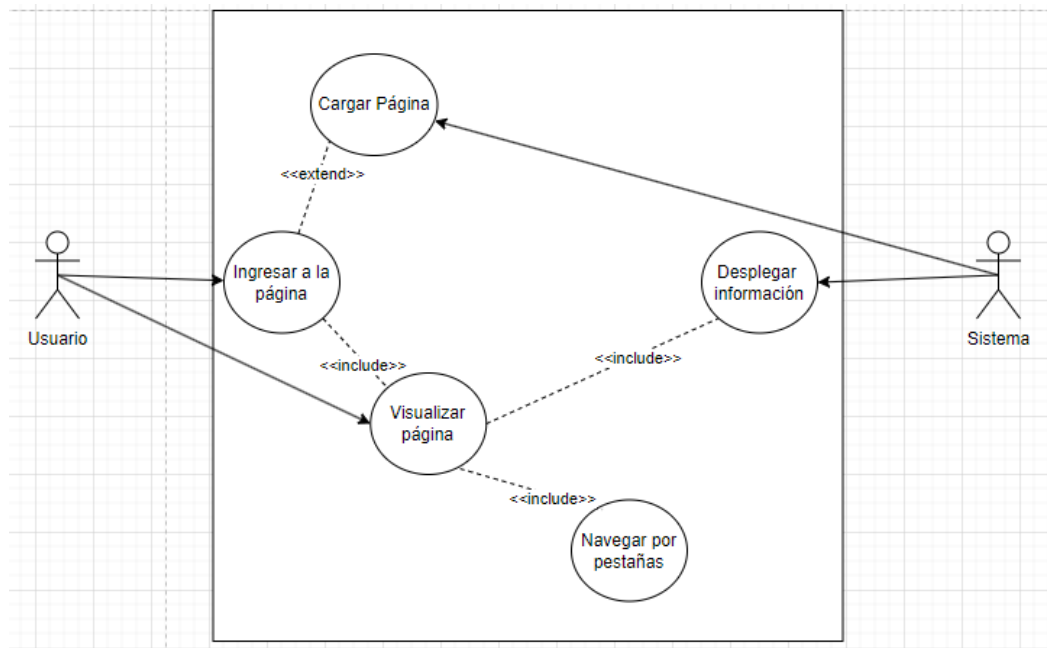 Cargar Página
<<extend>>
Ingresar a la
página
Desplegar
información
Usuario
Sistema
<<include>>
<<include>>
Visualizar
página
<<include>>
Navegar por
pestañas